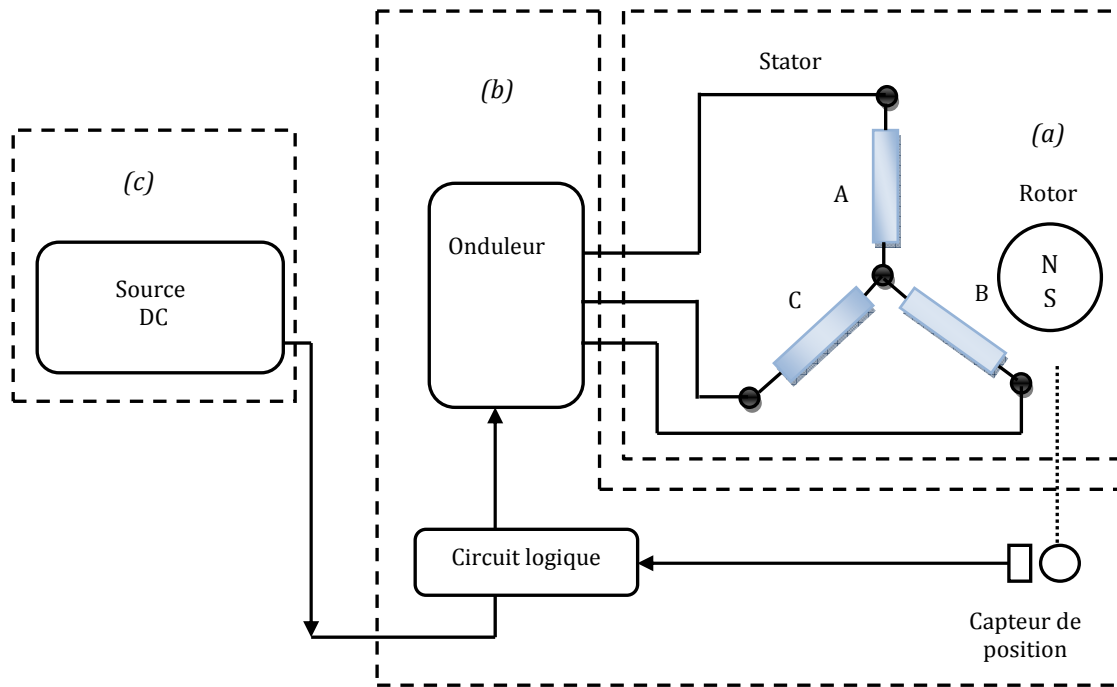 Stator
(b)
(a)
(c)
A
Rotor
Onduleur
N
S
Source
DC
C
B
Circuit logique
Capteur de
position